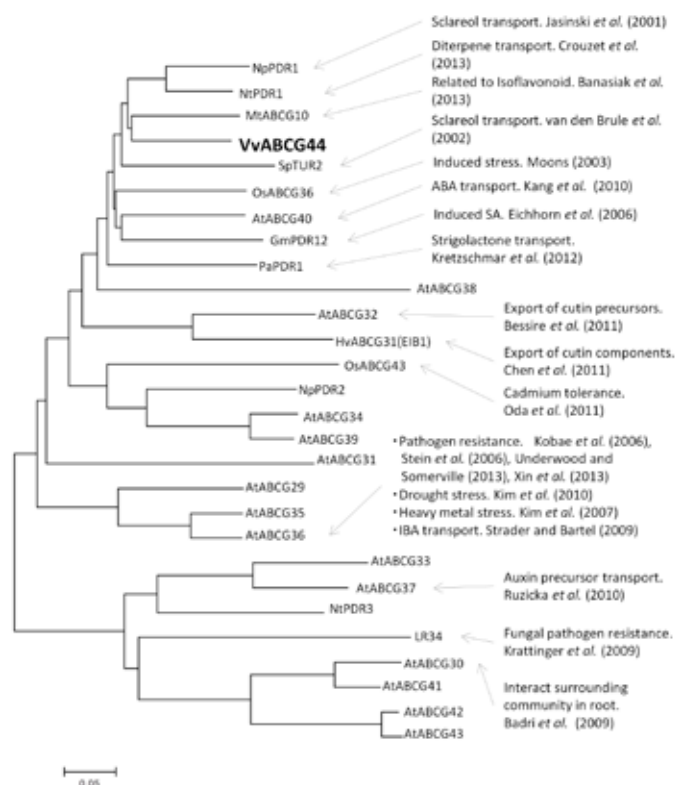 Sclareol transport. Jasinski et al. (2001)
Diterpene transport. Crouzet et al.
(2013)
NpPDR1
NtPDR1
Related to Isoflavonoid. Banasiak et al.
(2013)
MtABCG10
VvABCG44
Sclareol transport. van den Brule et al.
(2002)
SpTUR2
Induced stress. Moons (2003)
OsABCG36
ABA transport. Kang et al. (2010)
AtABCG40
Induced SA. Eichhorn et al. (2006)
GmPDR12
Strigolactone transport.
Kretzschmar et al. (2012)
PaPDR1
AtABCG38
AtABCG32
Export of cutin precursors.
Bessire et al. (2011)
HvABCG31(EIB1)
Export of cutin components.
Chen et al. (2011)
OsABCG43
Cadmium tolerance.
Oda et al. (2011)
NpPDR2
AtABCG34
AtABCG39
AtABCG31
・Pathogen resistance. Kobae et al. (2006),
Stein et al. (2006), Underwood and
Somerville (2013), Xin et al. (2013)
・Drought stress. Kim et al. (2010)
・Heavy metal stress. Kim et al. (2007)
・IBA transport. Strader and Bartel (2009)
AtABCG29
AtABCG35
AtABCG36
AtABCG33
AtABCG37
Auxin precursor transport.
Ruzicka et al. (2010)
NtPDR3
LR34
Fungal pathogen resistance.
Krattinger et al. (2009)
AtABCG30
AtABCG41
Interact surrounding
community in root.
Badri et al. (2009)
AtABCG42
AtABCG43
0.05